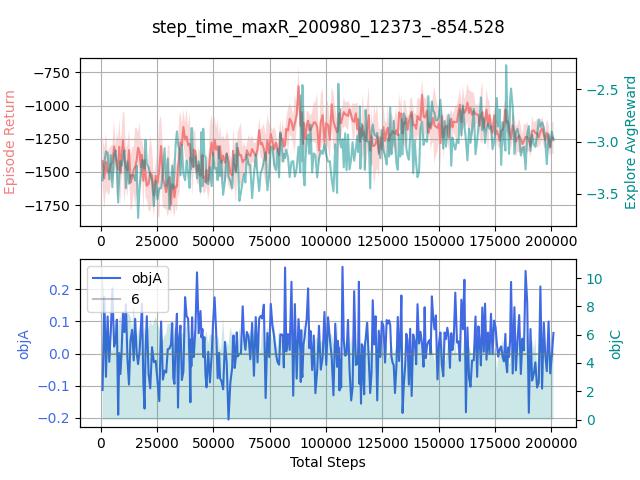 step_time_maxR_200980_12373_-854.528
Episode Return
−750
−1000
−1250
−1500
−1750
−2.5
−3.0
−3.5
Explore AvgReward
0 25000 50000 75000 100000 125000 150000 175000 200000
objA
0.2
0.1
0.0
−0.1
−0.2
objA
6
10
8
6
4
2
0
objC
0 25000 50000 75000 100000 125000 150000 175000 200000
Total Steps